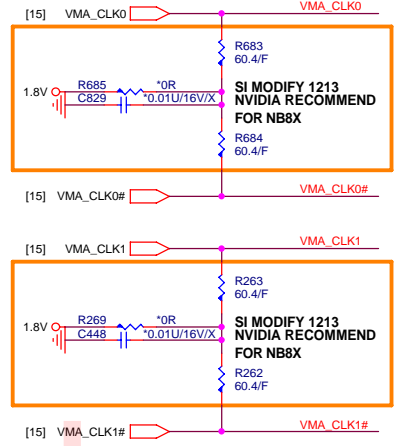 [15] VMA_CLK0 VMA_CLK0
R683
60.4/F
1.8V R685 *0R
C829 *0.01U/16V/X
SI MODIFY 1213
NVIDIA RECOMMEND
FOR NB8X
R684
60.4/F
[15] VMA_CLK0# VMA_CLK0#
[15] VMA_CLK1 VMA_CLK1
R263
60.4/F
1.8V R269 *0R
C448 *0.01U/16V/X
SI MODIFY 1213
NVIDIA RECOMMEND
FOR NB8X
R262
60.4/F
[15] VMA_CLK1# VMA_CLK1#